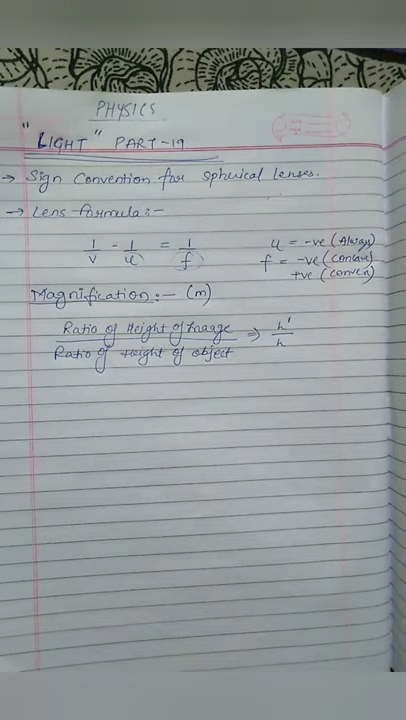 PHYSICS
"LIGHT" PART-19
→ Sign Convention for Spherical lenses.
→ Lens formula:-
1/v - 1/u = 1/f
u = -ve (Always)
f = -ve (concave)
+ve (convex)
Magnification:- (m)
Ratio of Height of Image / Ratio of Height of object ⇒ h'/h